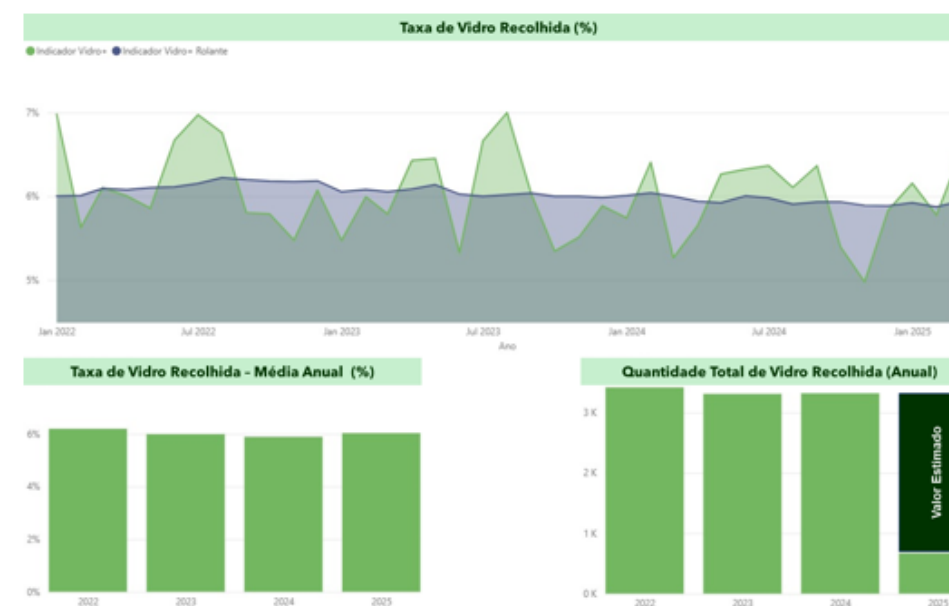 Taxa de Vidro Recolhida (%)
Indicador Vidro+ Indicador Vidro+ Rolante
7%
6%
5%
Jan 2022 Jul 2022 Jan 2023 Jul 2023 Jan 2024 Jul 2024 Jan 2025
Ano
Taxa de Vidro Recolhida - Média Anual (%)
6%
4%
2%
0%
2022 2023 2024 2025
Quantidade Total de Vidro Recolhida (Anual)
3 K
2 K
1 K
0 K
Valor Estimado
2022 2023 2024 2025